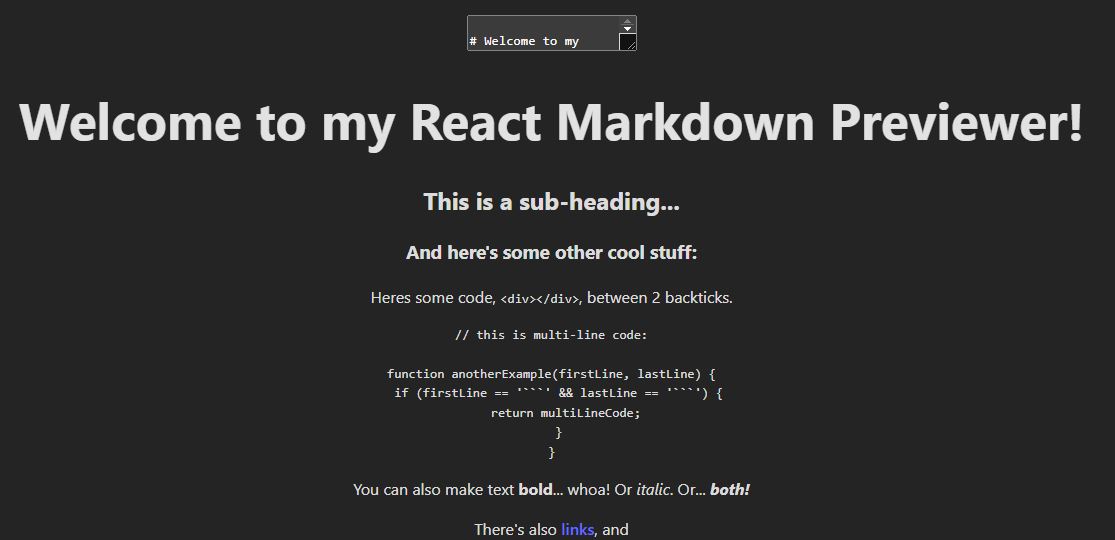 # Welcome to my
Welcome to my React Markdown Previewer!
This is a sub-heading...
And here's some other cool stuff:
Heres some code, <div></div>, between 2 backticks.
// this is multi-line code:
function anotherExample(firstLine, lastLine) {
if (firstLine == '```' && lastLine == '```') {
return multiLineCode;
}
}
You can also make text bold... whoa! Or italic. Or... both!
There's also links, and